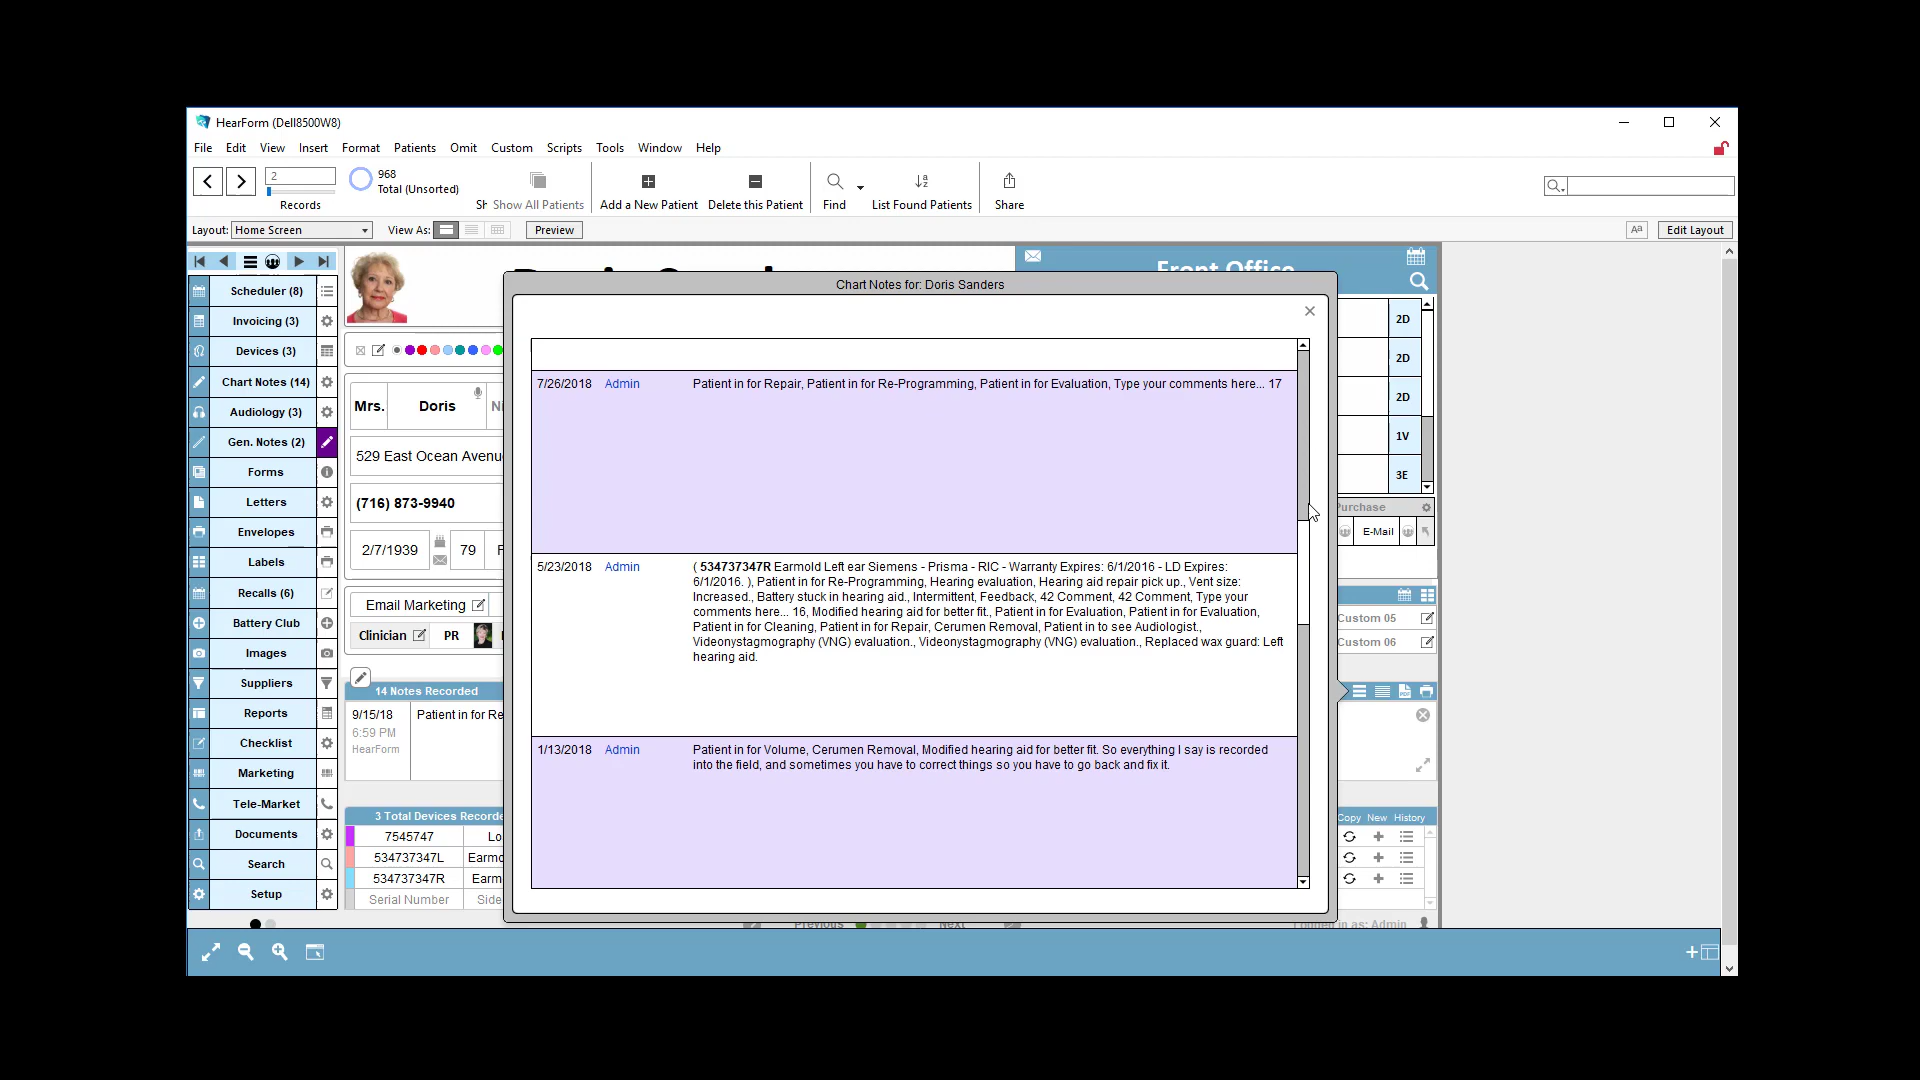 HearForm (Dell8500W8)
File Edit View Insert Format Patients Omit Custom Scripts Tools Window Help
2
968
Total (Unsorted)
Records
Show All Patients
Add a New Patient
Delete this Patient
Find
List Found Patients
Share
Layout: Home Screen View As: Preview Aª Edit Layout
Scheduler (8)
Invoicing (3)
Devices (3)
Chart Notes (14)
Audiology (3)
Gen. Notes (2)
Forms
Letters
Envelopes
Labels
Recalls (6)
Battery Club
Images
Suppliers
Reports
Checklist
Marketing
Tele-Market
Documents
Search
Setup
Front Office
Mrs. Doris
529 East Ocean Avenu
(716) 873-9940
2/7/1939 79 F
Email Marketing
Clinician PR
14 Notes Recorded
9/15/18 Patient in for Re
6:59 PM
HearForm
3 Total Devices Recorde
7545747 Lo
534737347L Earmo
534737347R Earm
Serial Number Side
Chart Notes for: Doris Sanders
7/26/2018 Admin Patient in for Repair, Patient in for Re-Programming, Patient in for Evaluation, Type your comments here... 17
5/23/2018 Admin ( 534737347R Earmold Left ear Siemens - Prisma - RIC - Warranty Expires: 6/1/2016 - LD Expires:
6/1/2016. ), Patient in for Re-Programming, Hearing evaluation, Hearing aid repair pick up., Vent size:
Increased., Battery stuck in hearing aid., Intermittent, Feedback, 42 Comment, 42 Comment, Type your
comments here... 16, Modified hearing aid for better fit., Patient in for Evaluation, Patient in for Evaluation,
Patient in for Cleaning, Patient in for Repair, Cerumen Removal, Patient in to see Audiologist.,
Videonystagmography (VNG) evaluation., Videonystagmography (VNG) evaluation., Replaced wax guard: Left
hearing aid.
1/13/2018 Admin Patient in for Volume, Cerumen Removal, Modified hearing aid for better fit. So everything I say is recorded
into the field, and sometimes you have to correct things so you have to go back and fix it.
2D
2D
2D
1V
3E
Purchase
E-Mail
Custom 05
Custom 06
Copy New History
Previous Next
Logged in as: Admin